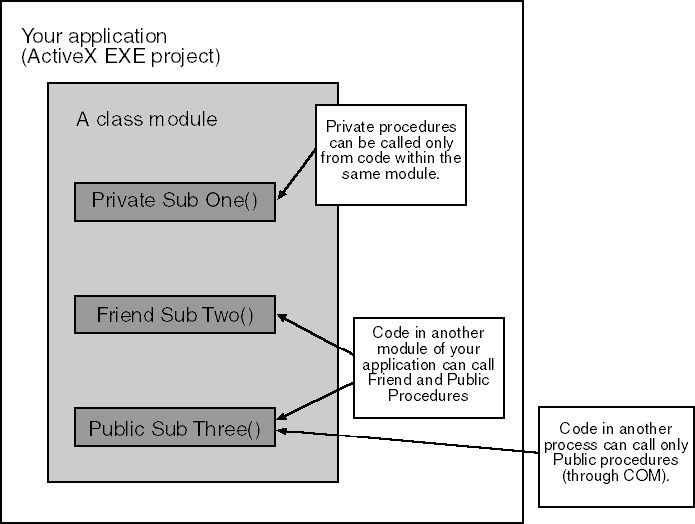 Your application
(ActiveX EXE project)
A class module
Private procedures
can be called only
from code within the
same module.
Private Sub One()
Friend Sub Two()
Code in another
module of your
application can call
Friend and Public
Procedures
Public Sub Three()
Code in another
process can call only
Public procedures
(through COM).